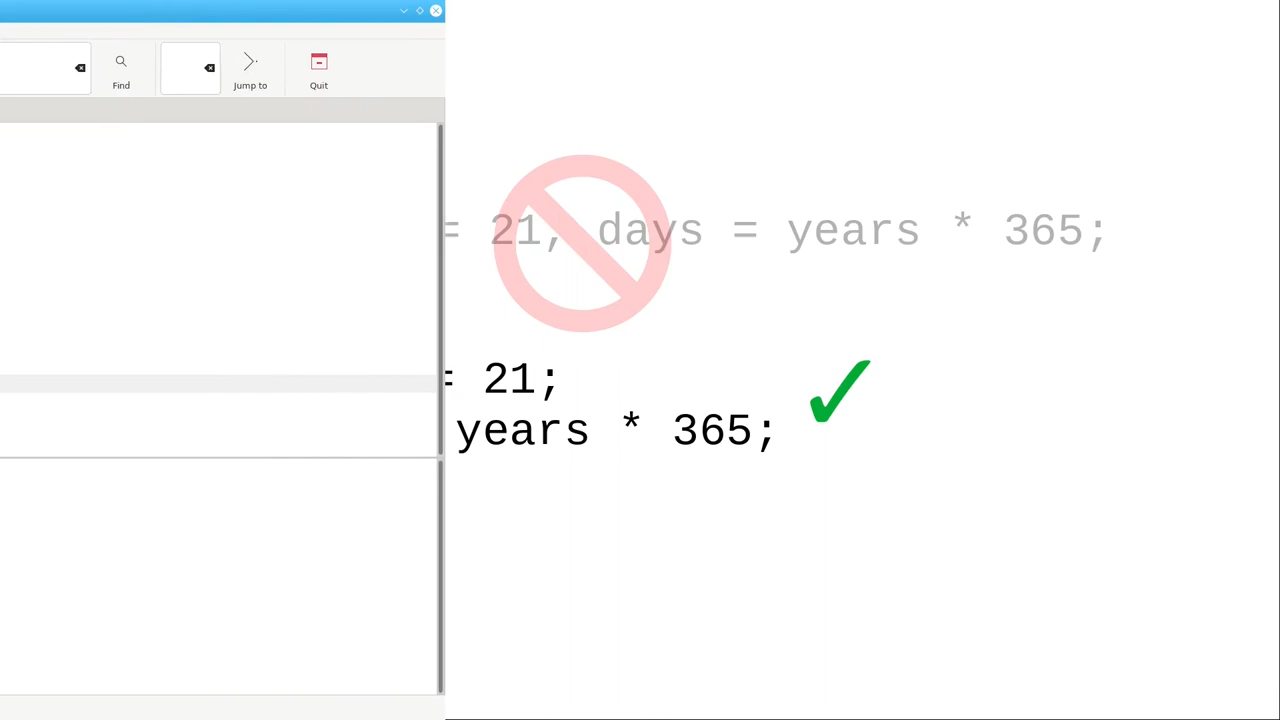 Find
Jump to
Quit
= 21, days = years * 365;
= 21;
years * 365;